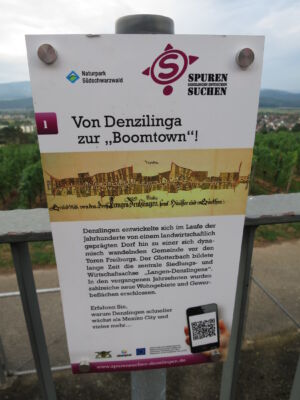 Naturpark
Südschwarzwald
SPUREN
SUCHEN
1
Von Denzilinga
zur „Boomtown“!
Denzlingen entwickelte sich im Laufe der
Jahrhunderte von einem landwirtschaftlich
geprägten Dorf hin zu einer sich dyna-
misch wandelnden Gemeinde vor den
Toren Freiburgs. Der Glotterbach bildete
lange Zeit die zentrale Siedlungs- und
Wirtschaftsachse „Langen-Denzlingens“.
In den vergangenen Jahrzehnten wurden
zahlreiche neue Wohngebiete und Gewer-
beflächen erschlossen.
Erfahren Sie,
warum Denzlingen schneller
wächst als Mexiko City und
vieles mehr...
www.spurensuchen-denzlingen.de